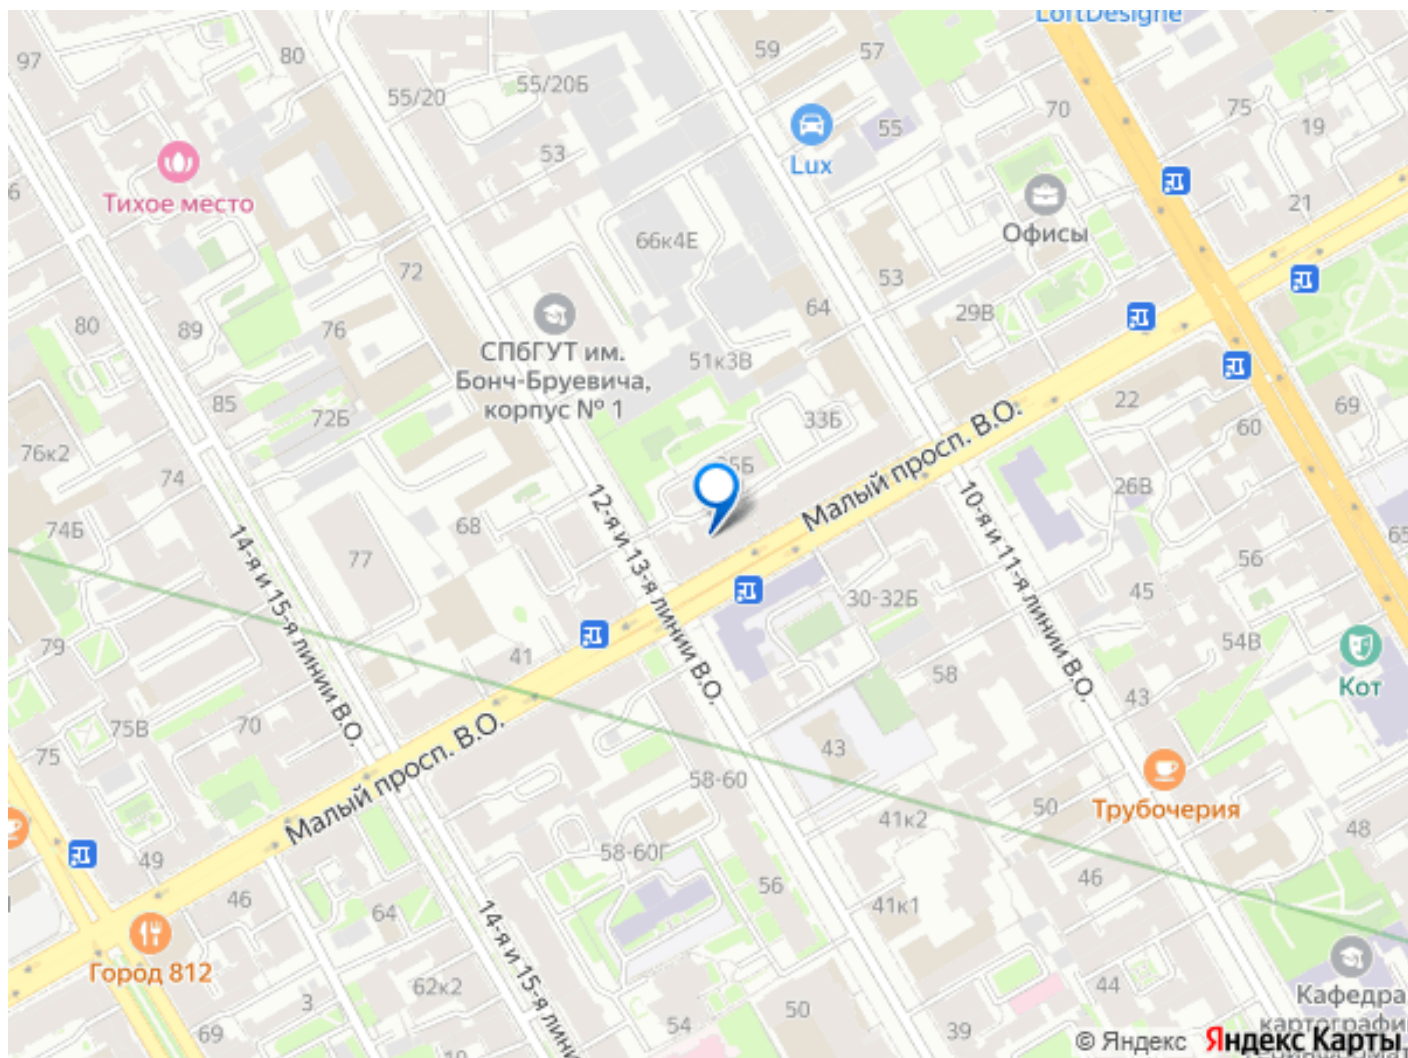 LoftDesigne
97
80
55/20
55/20Б
59
57
53
Lux
55
70
75
19
Тихое место
66к4Е
Офисы
21
72
53
64
29В
80
89
76
СПбГУТ им.
Бонч-Бруевича,
корпус № 1
51к3В
22
85
72Б
33Б
60
69
76к2
74
26В
Малый просп. В.О.
74Б
68
77
12-я и 13-я линии В.О.
10-я и 11-я линии В.О.
14-я и 15-я линии В.О.
56
65
45
30-32Б
79
41
54В
58
43
Кот
75В
70
75
Малый просп. В.О.
43
58-60
50
Трубочерия
41к2
48
49
58-60Г
46
56
46
64
41к1
14-я и 15-я линии
Город 812
3
62к2
44
50
54
39
69
Кафедра
© Яндекс
Яндекс Карты